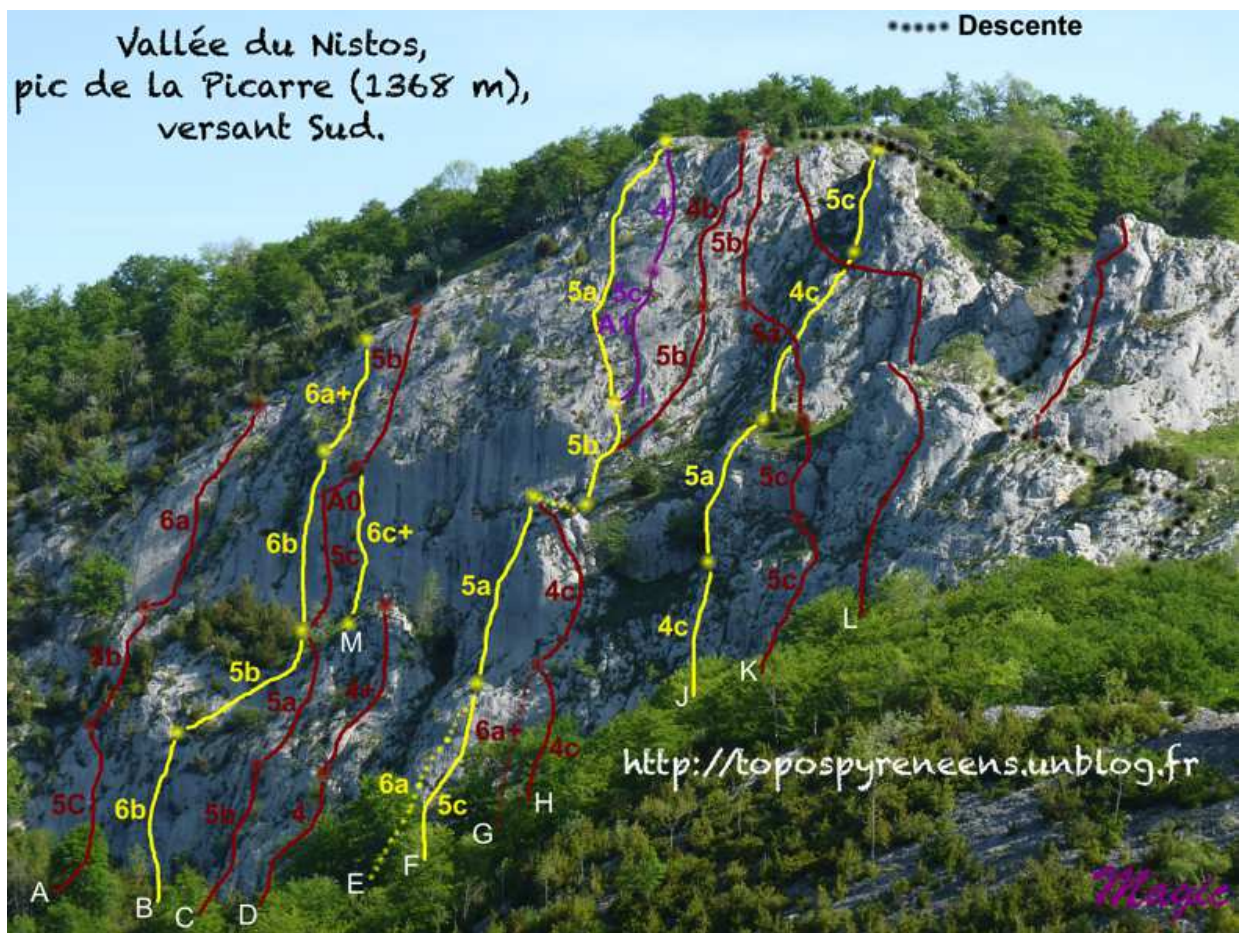 Vallée du Nistos,
pic de la Picarre (1368 m),
versant Sud.
Descente
4
4b
5c
5b
5a
5c
4c
A1
5b
5b
6a+
I
5b
5a
5c
6a
A0
6b
6c+
5c
5a
4c
5c
L
M
4c
K
5b
J
5a
4+
6a+
4c
http://topospyreneens.unblog.fr
6a
5c
H
5C
6b
5b
4
G
F
E
A
B
C
D
Magic